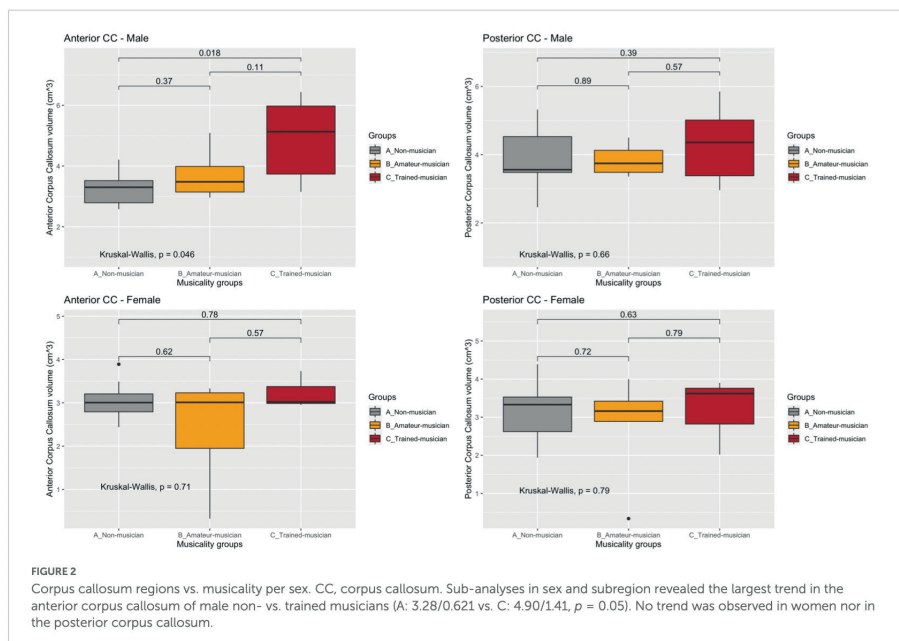 Anterior CC - Male
0.018
0.37
0.11
Anterior Corpus Callosum volume (cm^3)
6
4
2
Kruskal-Wallis, p = 0.046
A_Non-musician
B_Amateur-musician
C_Trained-musician
Musicality groups
Groups
A_Non-musician
B_Amateur-musician
C_Trained-musician
Posterior CC - Male
0.39
0.89
0.57
Posterior Corpus Callosum volume (cm^3)
6
4
2
Kruskal-Wallis, p = 0.66
A_Non-musician
B_Amateur-musician
C_Trained-musician
Musicality groups
Groups
A_Non-musician
B_Amateur-musician
C_Trained-musician
Anterior CC - Female
0.78
0.62
0.57
Anterior Corpus Callosum volume (cm^3)
5
4
3
1
Kruskal-Wallis, p = 0.71
A_Non-musician
B_Amateur-musician
C_Trained-musician
Musicality groups
Groups
A_Non-musician
B_Amateur-musician
C_Trained-musician
Posterior CC - Female
0.63
0.72
0.79
Posterior Corpus Callosum volume (cm^3)
5
4
3
2
1
Kruskal-Wallis, p = 0.79
A_Non-musician
B_Amateur-musician
C_Trained-musician
Musicality groups
Groups
A_Non-musician
B_Amateur-musician
C_Trained-musician
FIGURE 2
Corpus callosum regions vs. musicality per sex. CC, corpus callosum. Sub-analyses in sex and subregion revealed the largest trend in the
anterior corpus callosum of male non- vs. trained musicians (A: 3.28/0.621 vs. C: 4.90/1.41, p = 0.05). No trend was observed in women nor in
the posterior corpus callosum.